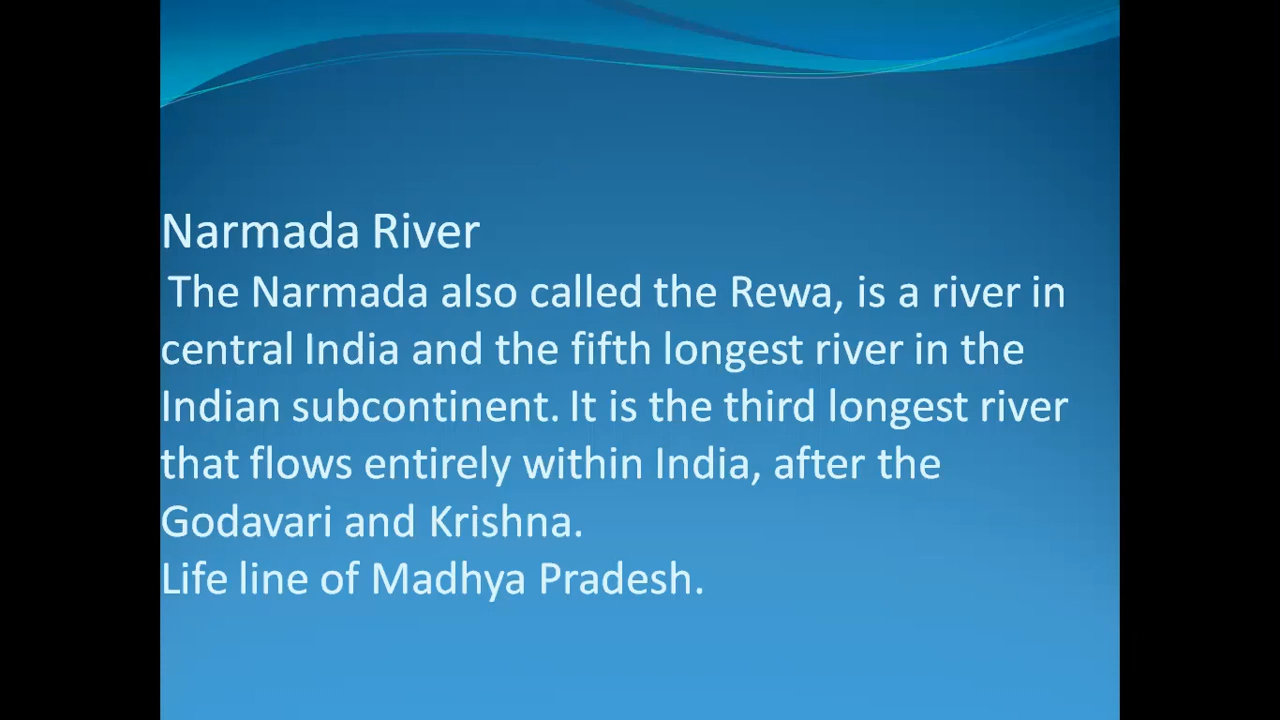 Narmada River
The Narmada also called the Rewa, is a river in
central India and the fifth longest river in the
Indian subcontinent. It is the third longest river
that flows entirely within India, after the
Godavari and Krishna.
Life line of Madhya Pradesh.